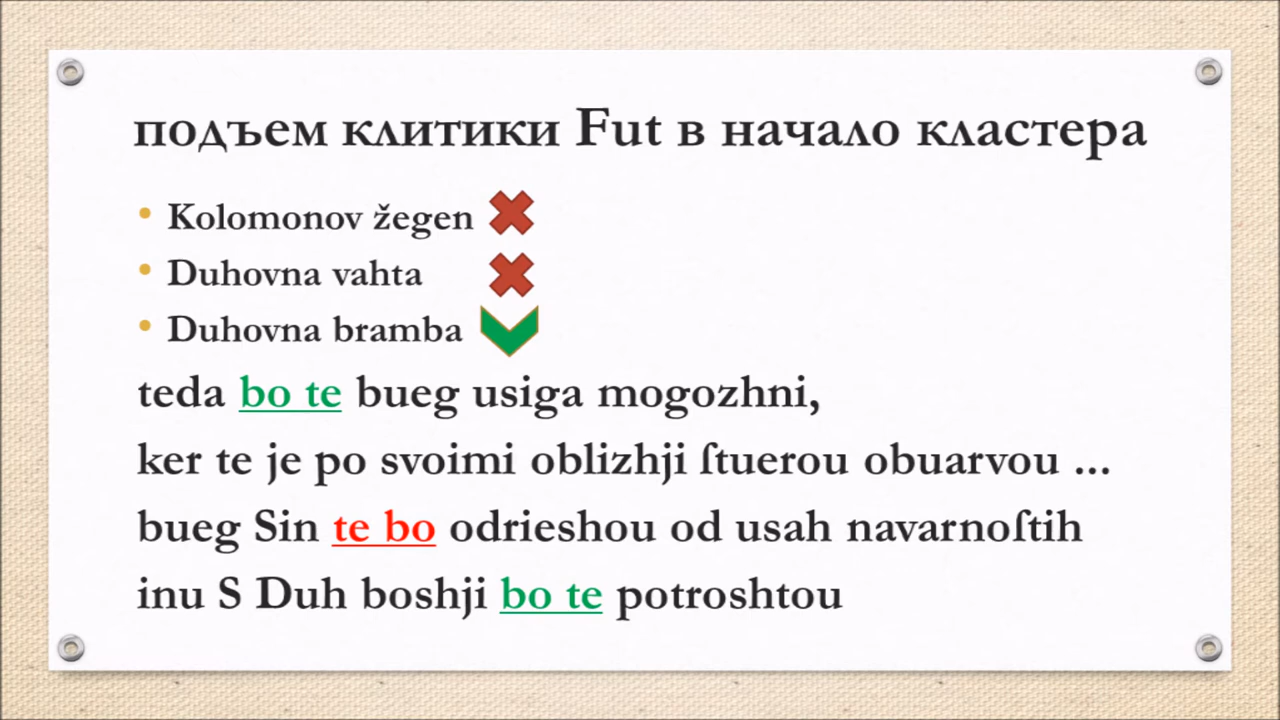 подъем клитики Fut в начало кластера
• Kolomonov žegen
• Duhovna vahta
• Duhovna bramba
teda bo te bueg usiga mogozhni,
ker te je po svoimi oblizhji ſtuerou obuarvou ...
bueg Sin te bo odrieshou od usah navarnoſtih
inu S Duh boshji bo te potroshtou